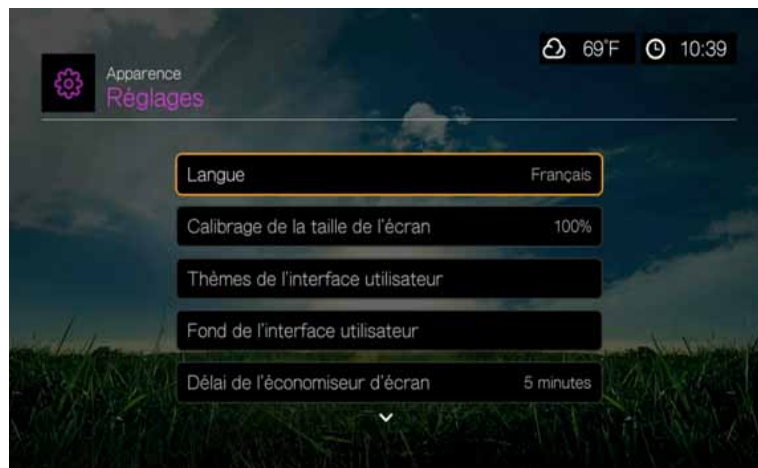 Apparence
Réglages
69°F 10:39
Langue Français
Calibrage de la taille de l'écran 100%
Thèmes de l'interface utilisateur
Fond de l'interface utilisateur
Délai de l'économiseur d'écran 5 minutes